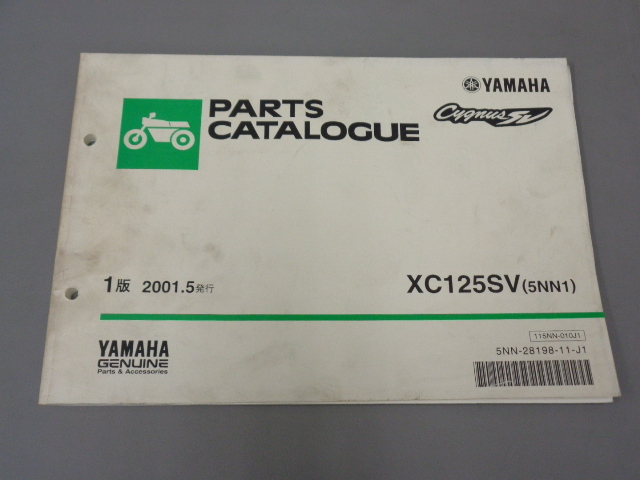 YAMAHA
PARTS
CATALOGUE
Cygnus SV
1版 2001.5発行
XC125SV(5NN1)
115NN-010J1
5NN-28198-11-J1
YAMAHA
GENUINE
Parts & Accessories